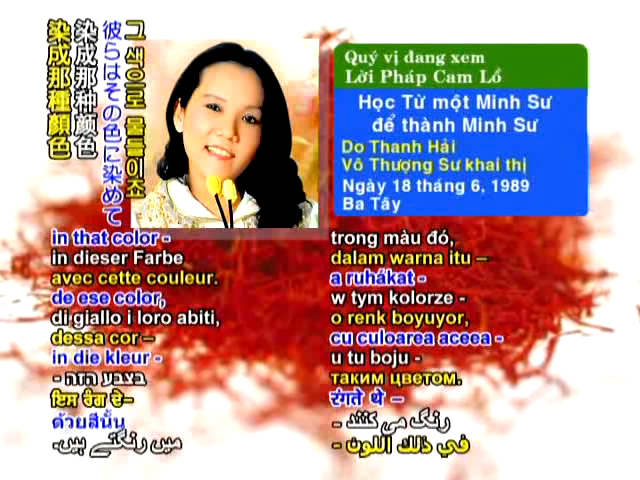 染成那種顏色
染成那种颜色
彼らはその色に染めて
그 색으로 물들이죠
Quý vị đang xem
Lời Pháp Cam Lồ
Học Từ một Minh Sư
để thành Minh Sư
Do Thanh Hải
Vô Thượng Sư khai thị
Ngày 18 tháng 6, 1989
Ba Tây
in that color -
in dieser Farbe
avec cette couleur.
de ese color,
di giallo i loro abiti,
dessa cor –
in die kleur -
בצבע הזה -
ਇਸ ਰੰਗ ਦੇ–
ด้วยสีนั้น
میں رنگتے ہیں۔
trong màu đó,
dalam warna itu –
a ruhákat -
w tym kolorze -
o renk boyuyor,
cu culoarea aceea -
u tu boju -
таким цветом.
रंगते थे –
رنگ می کنند -
في ذلك اللون -